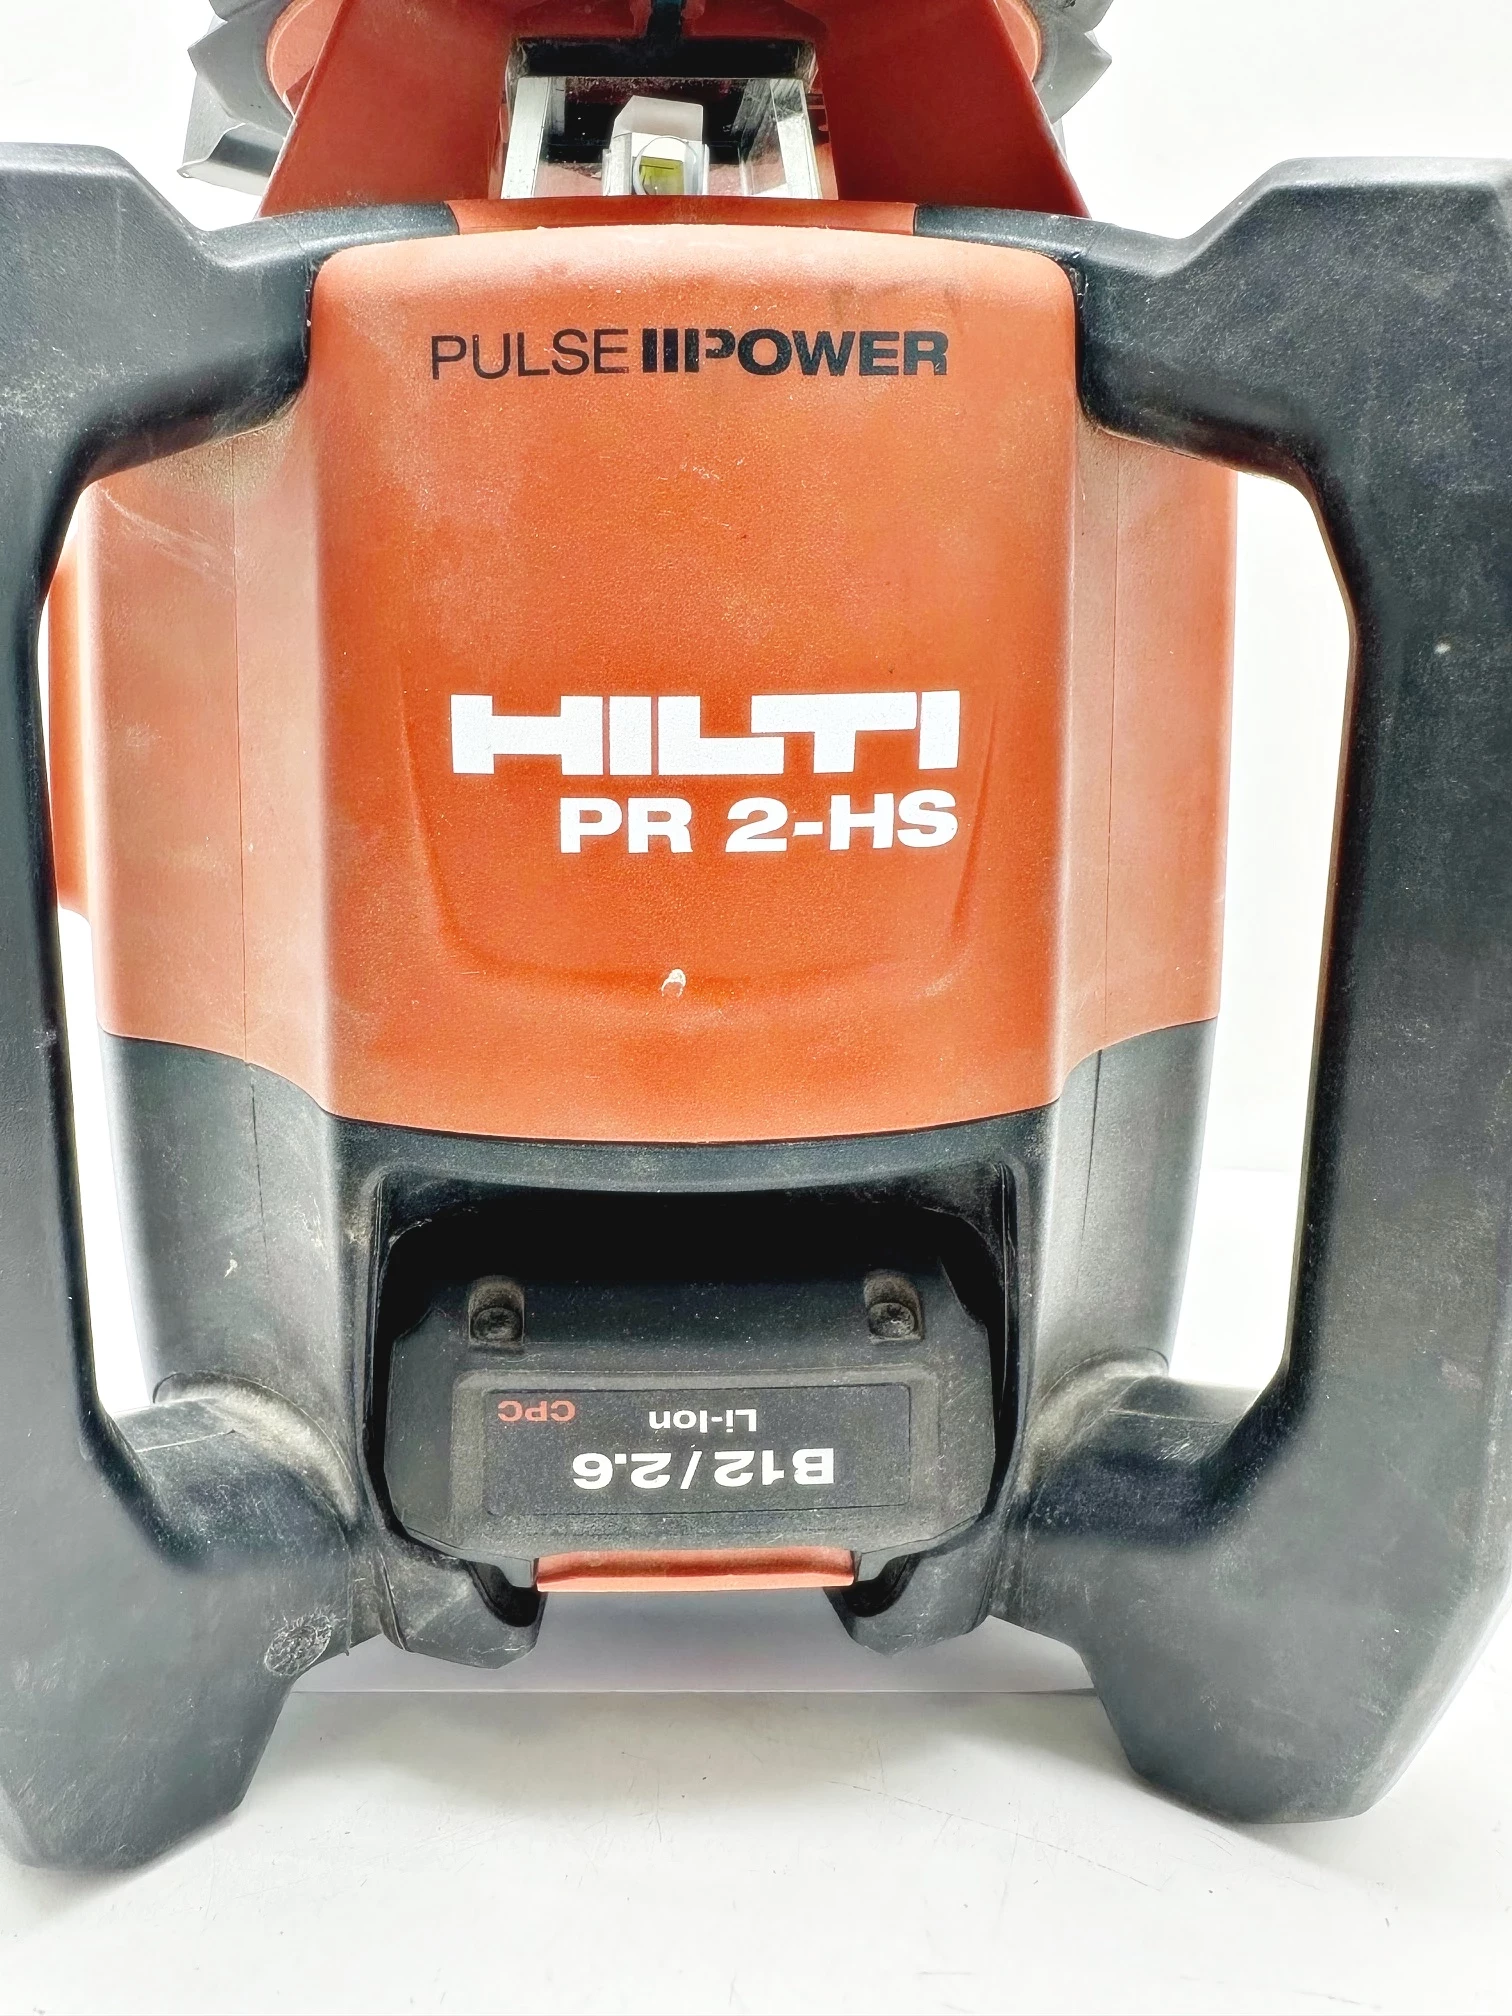 PULSE POWER
HILTI
PR 2-HS
B12/2.6
Li-Ion
CPC